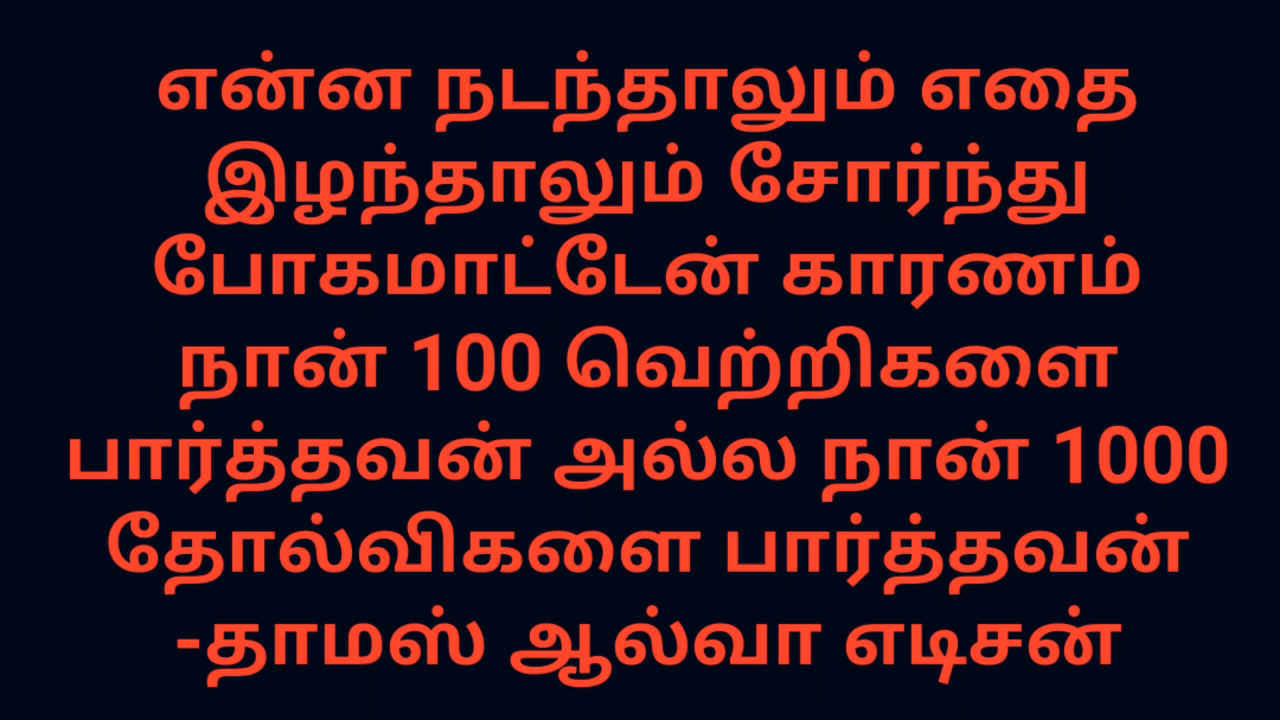 என்ன நடந்தாலும் எதை
இழந்தாலும் சோர்ந்து
போகமாட்டேன் காரணம்
நான் 100 வெற்றிகளை
பார்த்தவன் அல்ல நான் 1000
தோல்விகளை பார்த்தவன்
-தாமஸ் ஆல்வா எடிசன்